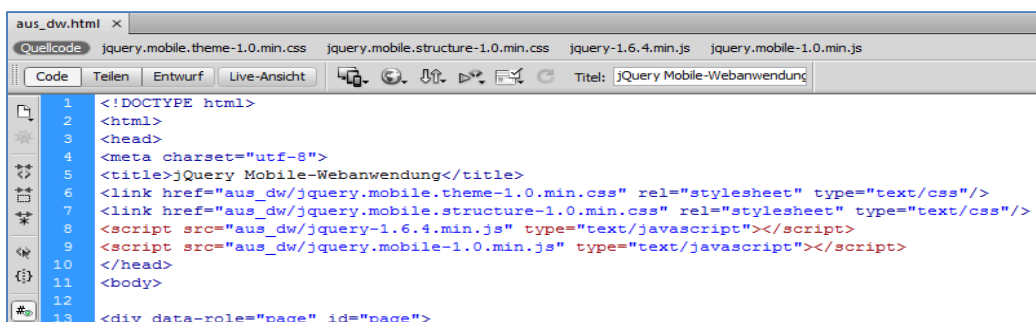 aus_dw.html ×
Quellcode jquery.mobile.theme-1.0.min.css jquery.mobile.structure-1.0.min.css jquery-1.6.4.min.js jquery.mobile-1.0.min.js
Code Teilen Entwurf Live-Ansicht Titel: jQuery Mobile-Webanwendung
1 <!DOCTYPE html>
2 <html>
3 <head>
4 <meta charset="utf-8">
5 <title>jQuery Mobile-Webanwendung</title>
6 <link href="aus_dw/jquery.mobile.theme-1.0.min.css" rel="stylesheet" type="text/css"/>
7 <link href="aus_dw/jquery.mobile.structure-1.0.min.css" rel="stylesheet" type="text/css"/>
8 <script src="aus_dw/jquery-1.6.4.min.js" type="text/javascript"></script>
9 <script src="aus_dw/jquery.mobile-1.0.min.js" type="text/javascript"></script>
10 </head>
11 <body>
12
13 <div data-role="page" id="page">